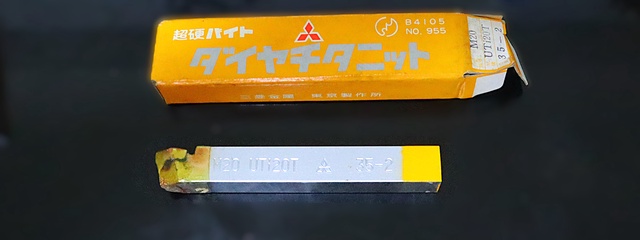 超硬バイト
B4105
NO. 955
ダイヤチタニット
三菱金属 東京製作所
M20
UTi20T
35-2
M20 UTi20T 35-2